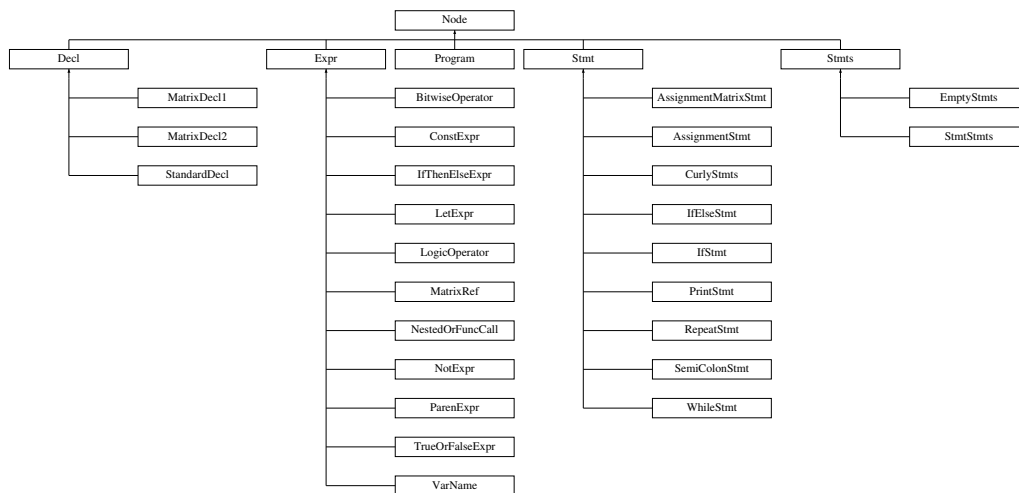 Node
Decl
Expr
Program
Stmt
Stmts
MatrixDecl1
BitwiseOperator
AssignmentMatrixStmt
EmptyStmts
MatrixDecl2
ConstExpr
AssignmentStmt
StmtStmts
StandardDecl
IfThenElseExpr
CurlyStmts
LetExpr
IfElseStmt
LogicOperator
IfStmt
MatrixRef
PrintStmt
NestedOrFuncCall
RepeatStmt
NotExpr
SemiColonStmt
ParenExpr
WhileStmt
TrueOrFalseExpr
VarName